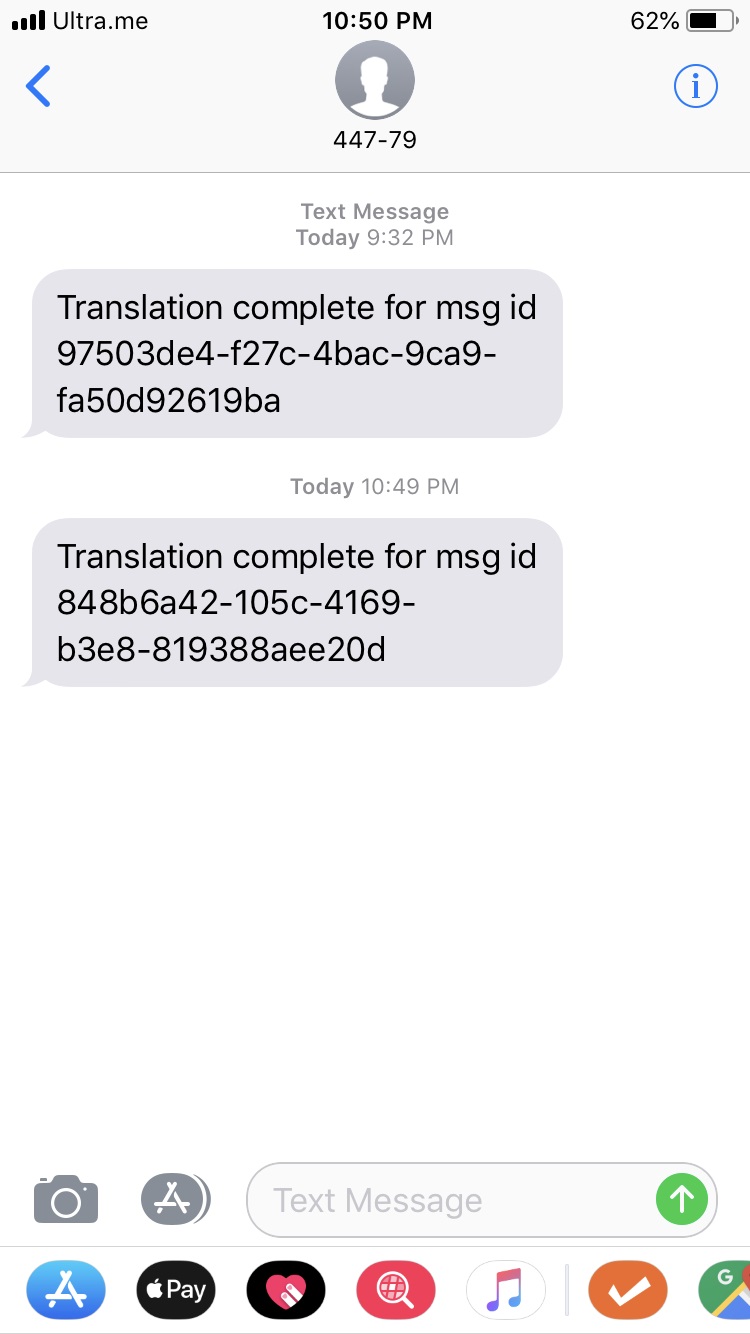 Ultra.me 10:50 PM 62%
447-79
Text Message
Today 9:32 PM
Translation complete for msg id
97503de4-f27c-4bac-9ca9-
fa50d92619ba
Today 10:49 PM
Translation complete for msg id
848b6a42-105c-4169-
b3e8-819388aee20d
Text Message
Pay
G